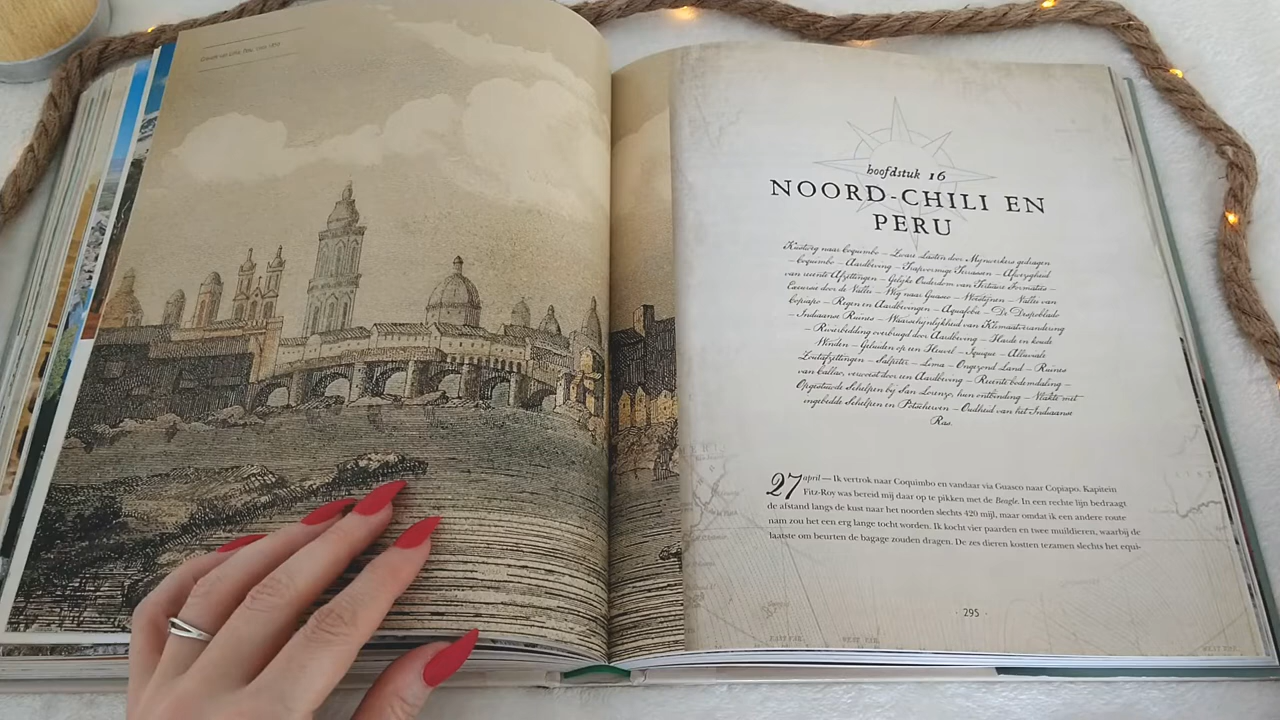 hoofdstuk 16
NOORD-CHILI EN
PERU
Kustweg naar Coquimbo – Zware Lasten door Mijnwerkers gedragen
– Coquimbo – Aardbeving – Trapvormige Terrassen – Afwezigheid
van recente Afzettingen – Gelijke Ouderdom van Tertiaire Formaties –
Excursie door de Vallei – Weg naar Guasco – Woestijnen – Vallei van
Copiapo – Regen en Aardbevingen – Aquafobia – De Despoblado
– Indiaanse Ruïnes – Waarschijnlijkheid van Klimaatverandering
– Rivierbedding overbrugd door Aardbeving – Harde en koude
Winden – Geluiden op een Heuvel – Iquique – Alluviale
Zoutafzettingen – Salpeter – Lima – Ongezond Land – Ruïnes
van Callao, verwoest door een Aardbeving – Recente bodemdaling –
Opgestuwde Schelpen bij San Lorenzo, hun ontbinding – Vlakte met
ingebedde Schelpen en Potscherven – Oudheid van het Indiaanse
Ras.
27 april — Ik vertrok naar Coquimbo en vandaar via Guasco naar Copiapo. Kapitein
Fitz-Roy was bereid mij daar op te pikken met de Beagle. In een rechte lijn bedraagt
de afstand langs de kust naar het noorden slechts 420 mijl, maar omdat ik een andere route
nam zou het een erg lange tocht worden. Ik kocht vier paarden en twee muildieren, waarbij de
laatste om beurten de bagage zouden dragen. De zes dieren kostten tezamen slechts het equi-
· 295 ·